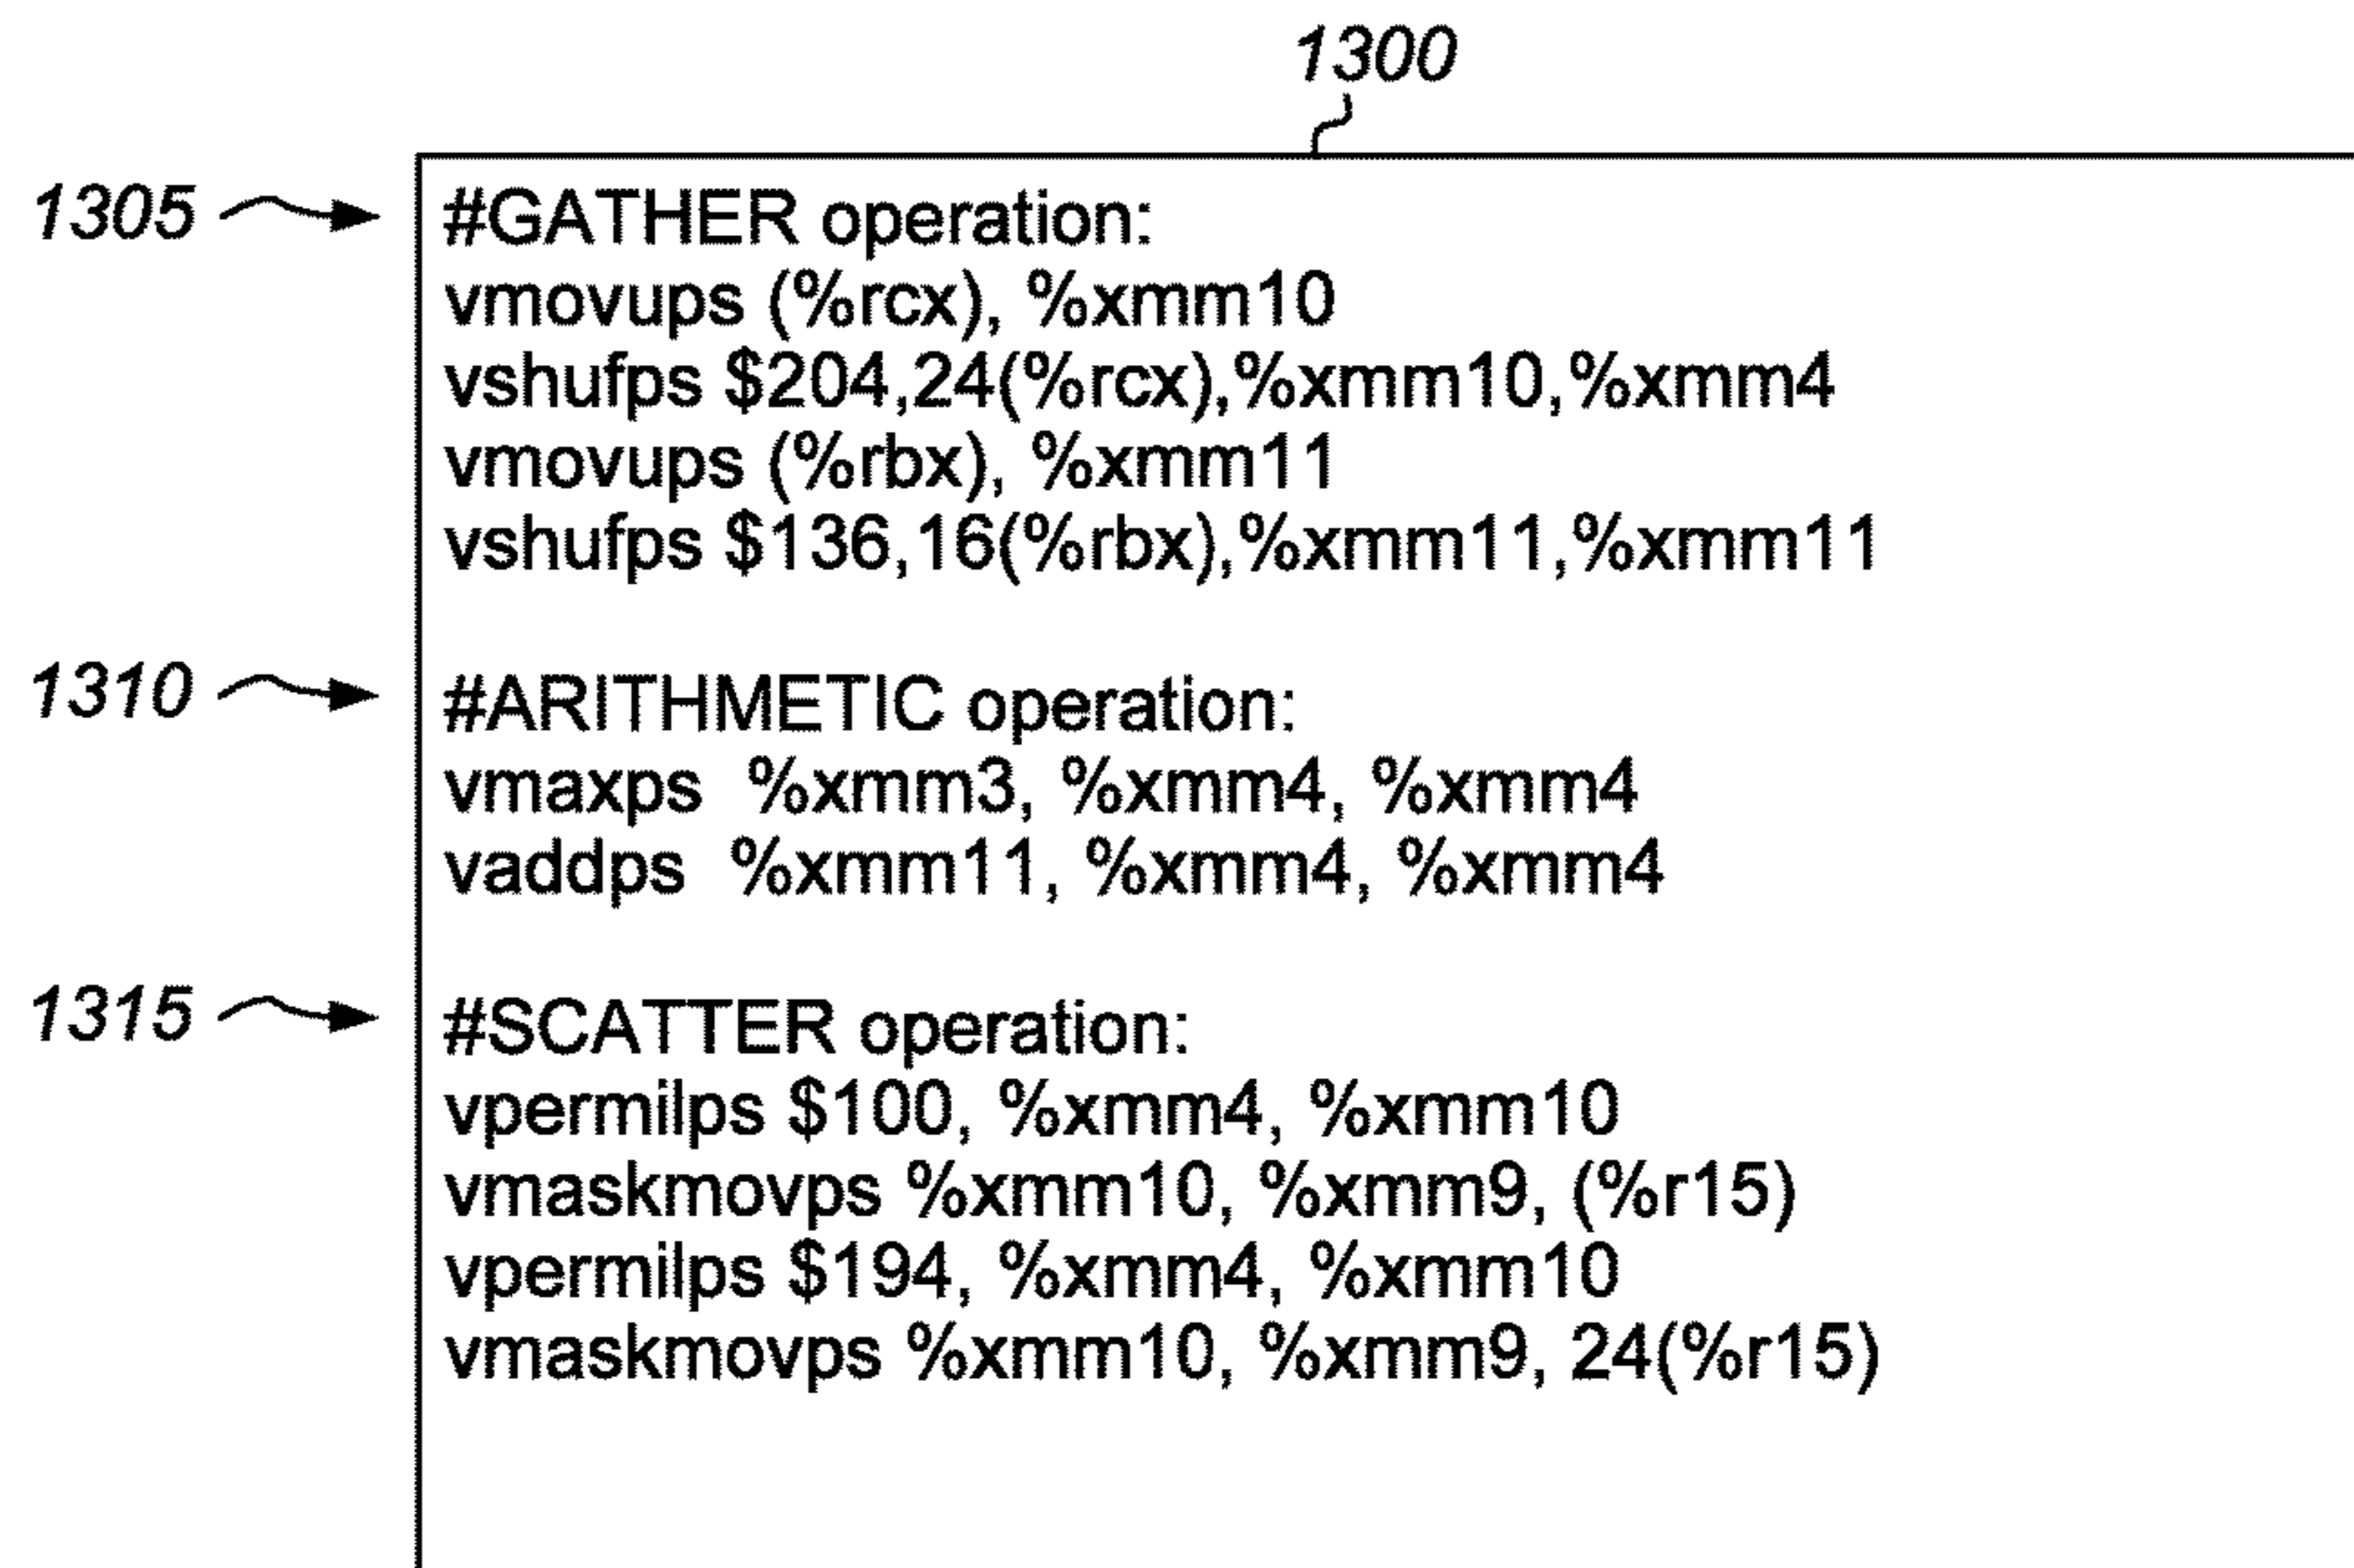 1300
1305
#GATHER operation:
vmovups (%rcx), %xmm10
vshufps $204,24(%rcx),%xmm10,%xmm4
vmovups (%rbx), %xmm11
vshufps $136,16(%rbx),%xmm11,%xmm11
1310
#ARITHMETIC operation:
vmaxps %xmm3, %xmm4, %xmm4
vaddps %xmm11, %xmm4, %xmm4
1315
#SCATTER operation:
vpermilps $100, %xmm4, %xmm10
vmaskmovps %xmm10, %xmm9, (%r15)
vpermilps $194, %xmm4, %xmm10
vmaskmovps %xmm10, %xmm9, 24(%r15)